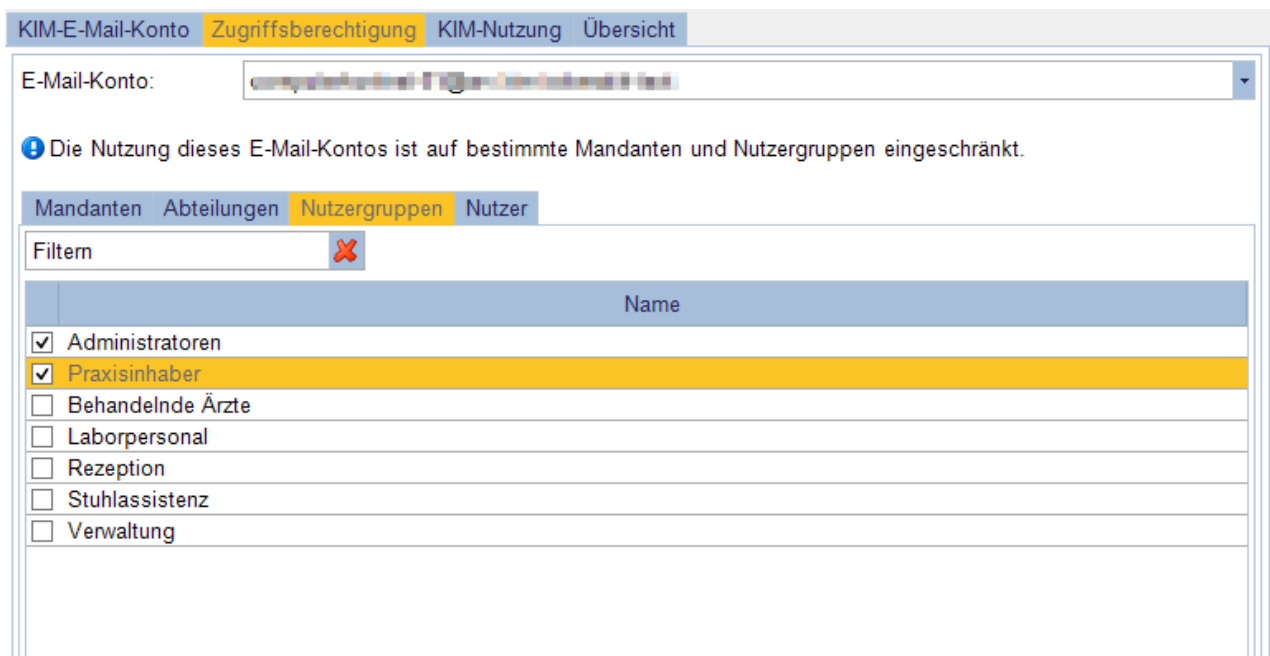 KIM-E-Mail-Konto Zugriffsberechtigung KIM-Nutzung Übersicht
E-Mail-Konto:
Die Nutzung dieses E-Mail-Kontos ist auf bestimmte Mandanten und Nutzergruppen eingeschränkt.
Mandanten Abteilungen Nutzergruppen Nutzer
Filtern
Name
Administratoren
Praxisinhaber
Behandelnde Ärzte
Laborpersonal
Rezeption
Stuhlassistenz
Verwaltung